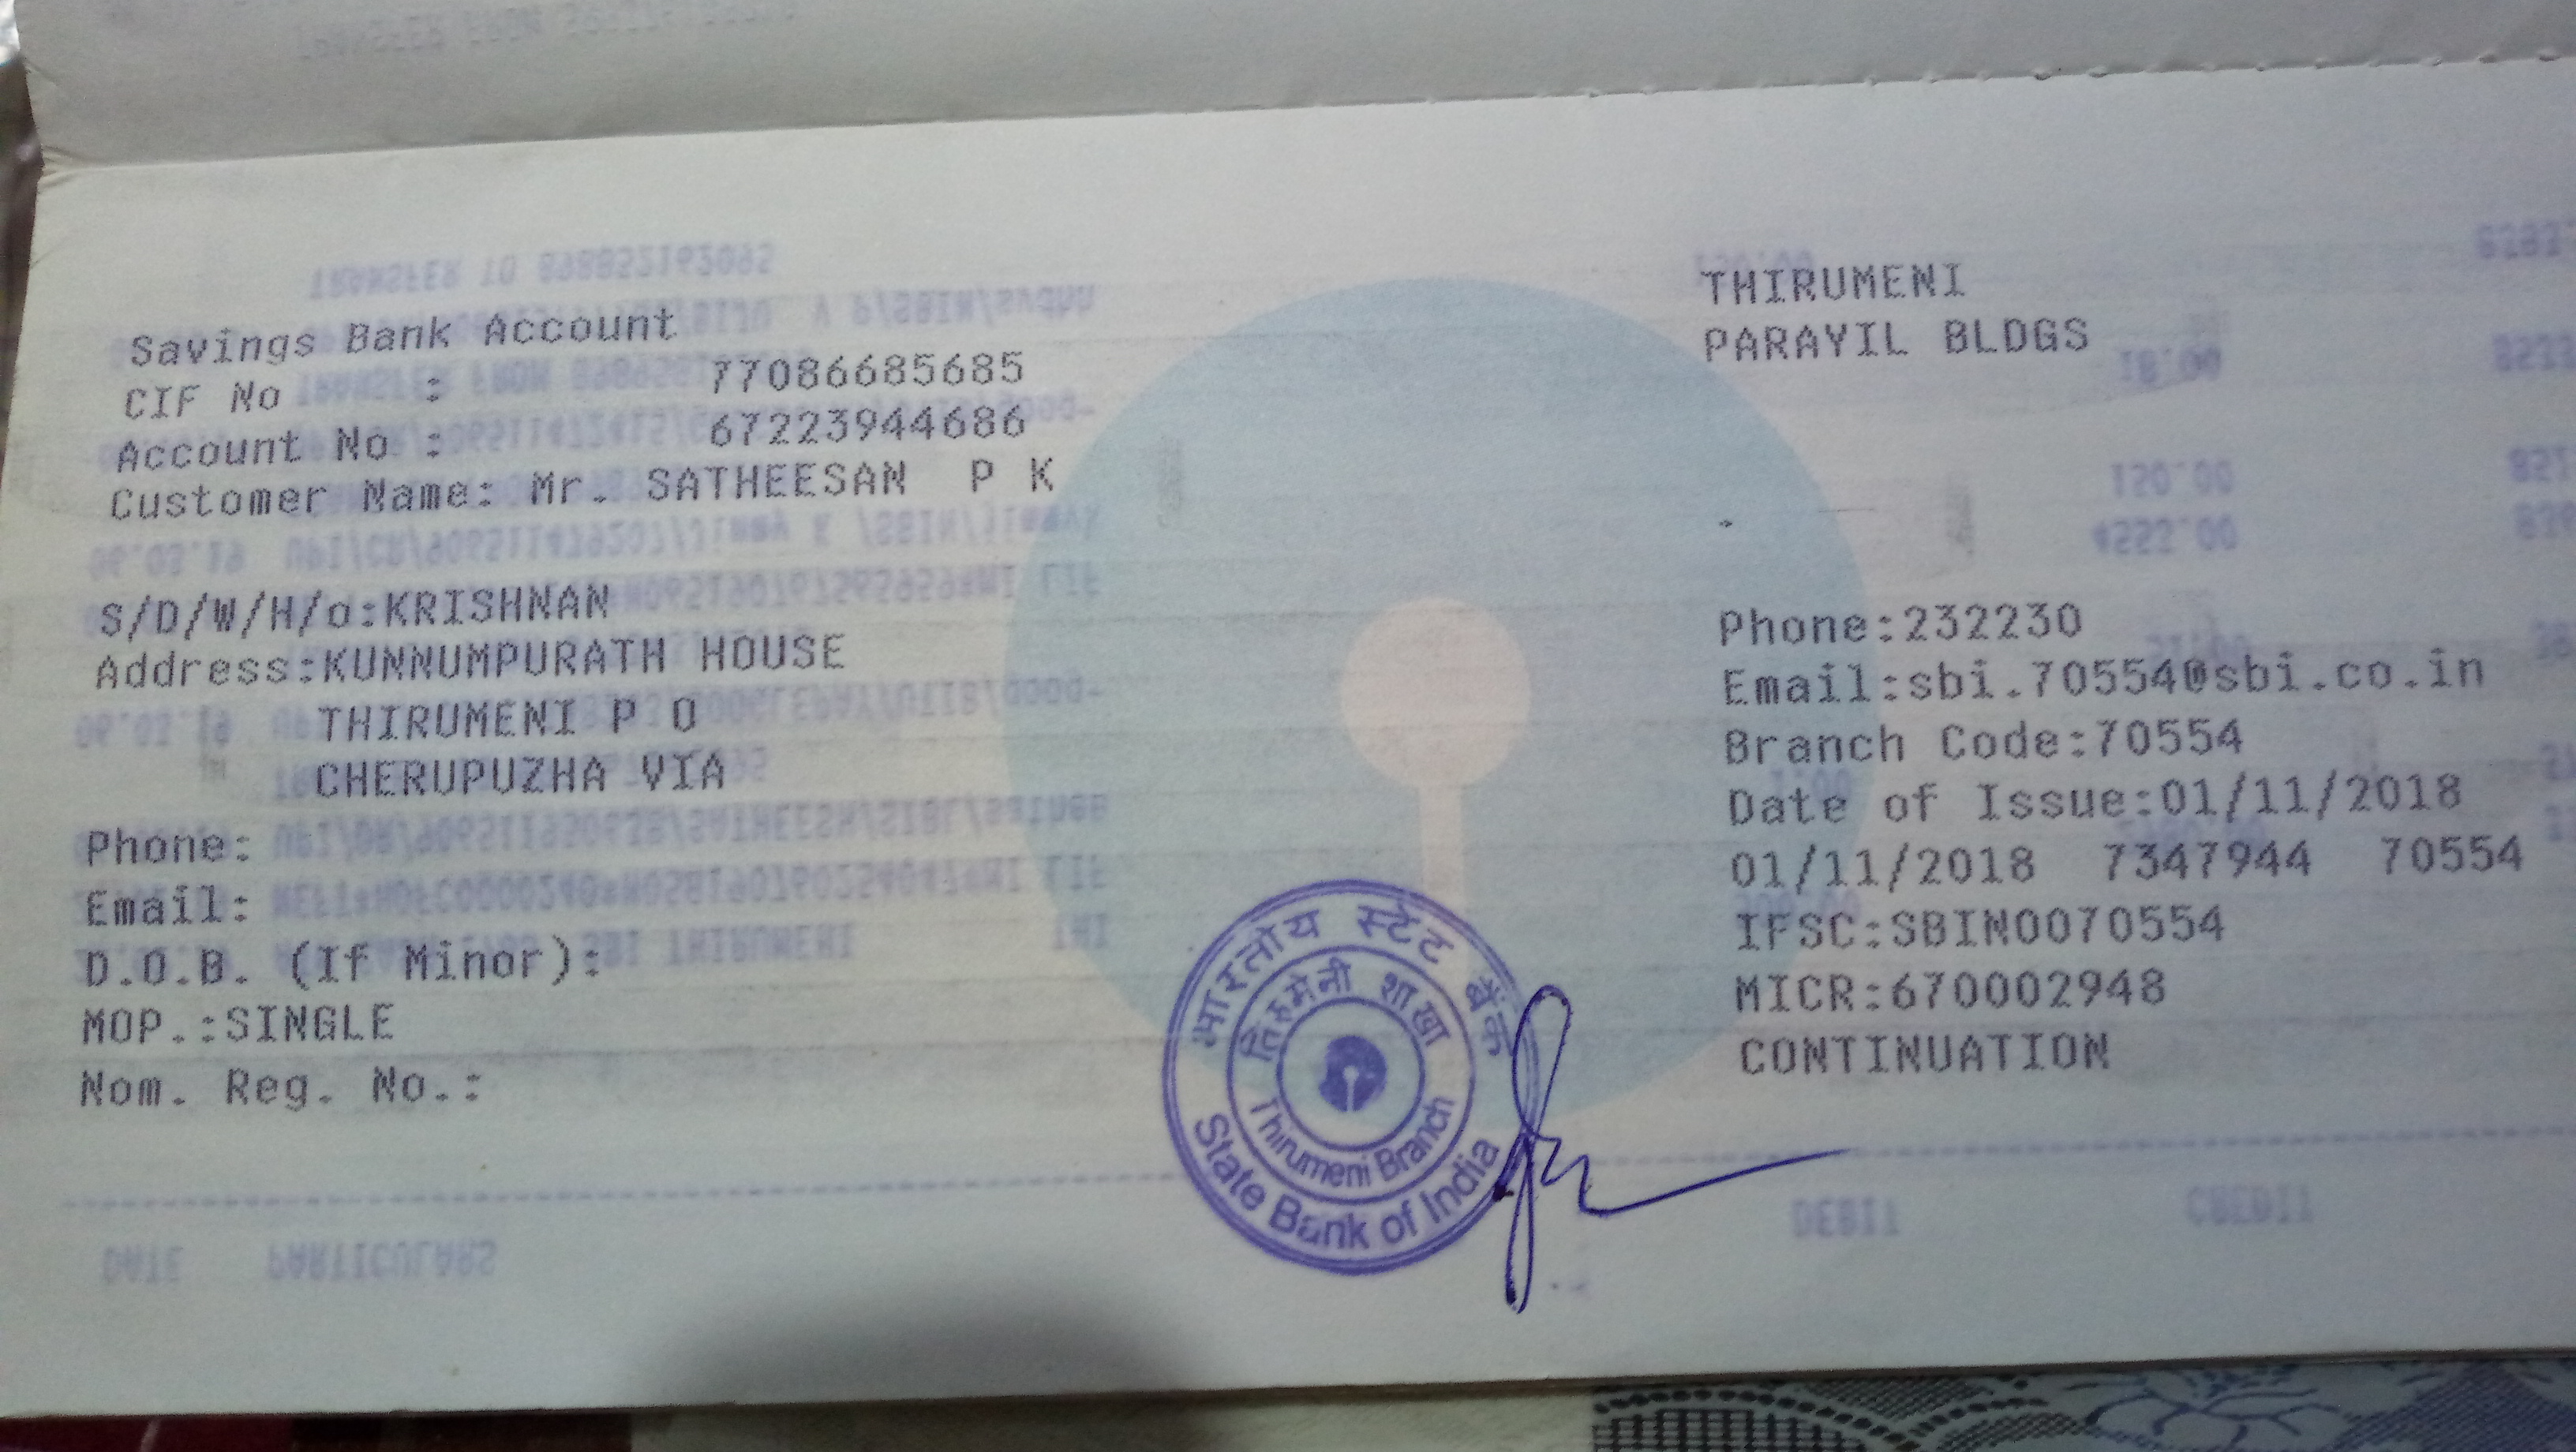 THIRUMENI
PARAYIL BLDGS
Savings Bank Account
CIF No : 77086685685
Account No : 67223944686
Customer Name: Mr. SATHEESAN P K
S/D/W/H/o:KRISHNAN
Address:KUNNUMPURATH HOUSE
THIRUMENI P O
CHERUPUZHA VIA
Phone:
Email:
D.O.B. (If Minor):
MOP.:SINGLE
Nom. Reg. No.:
Phone:232230
Email:sbi.70554@sbi.co.in
Branch Code:70554
Date of Issue:01/11/2018
01/11/2018 7347944 70554
IFSC:SBIN0070554
MICR:670002948
CONTINUATION
भारतीय स्टेट बैंक
तिरुमेनी शाखा
Thirumeni Branch
State Bank of India
DATE PARTICULARS DEBIT CREDIT